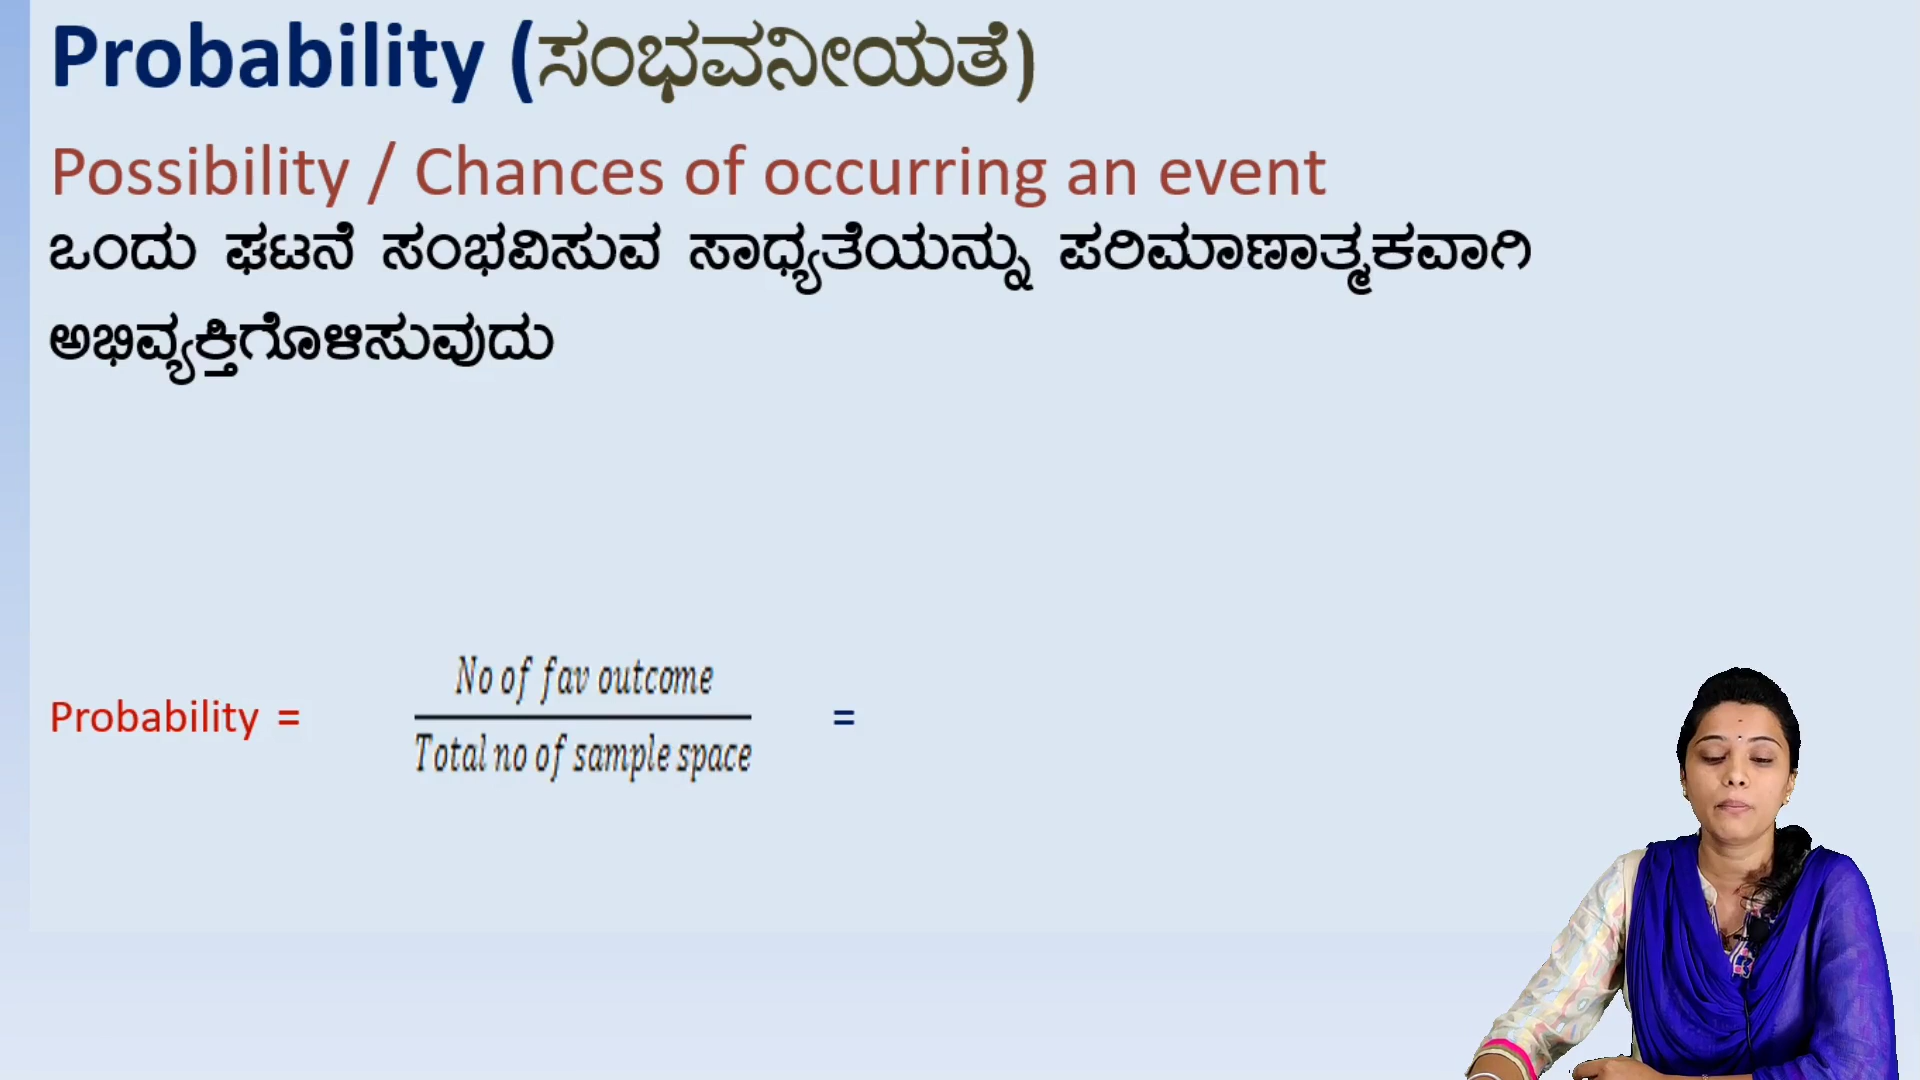 Probability (ಸಂಭವನೀಯತೆ)
Possibility / Chances of occurring an event
ಒಂದು ಘಟನೆ ಸಂಭವಿಸುವ ಸಾಧ್ಯತೆಯನ್ನು ಪರಿಮಾಣಾತ್ಮಕವಾಗಿ
ಅಭಿವ್ಯಕ್ತಿಗೊಳಿಸುವುದು
No of fav outcome
Probability = =
Total no of sample space